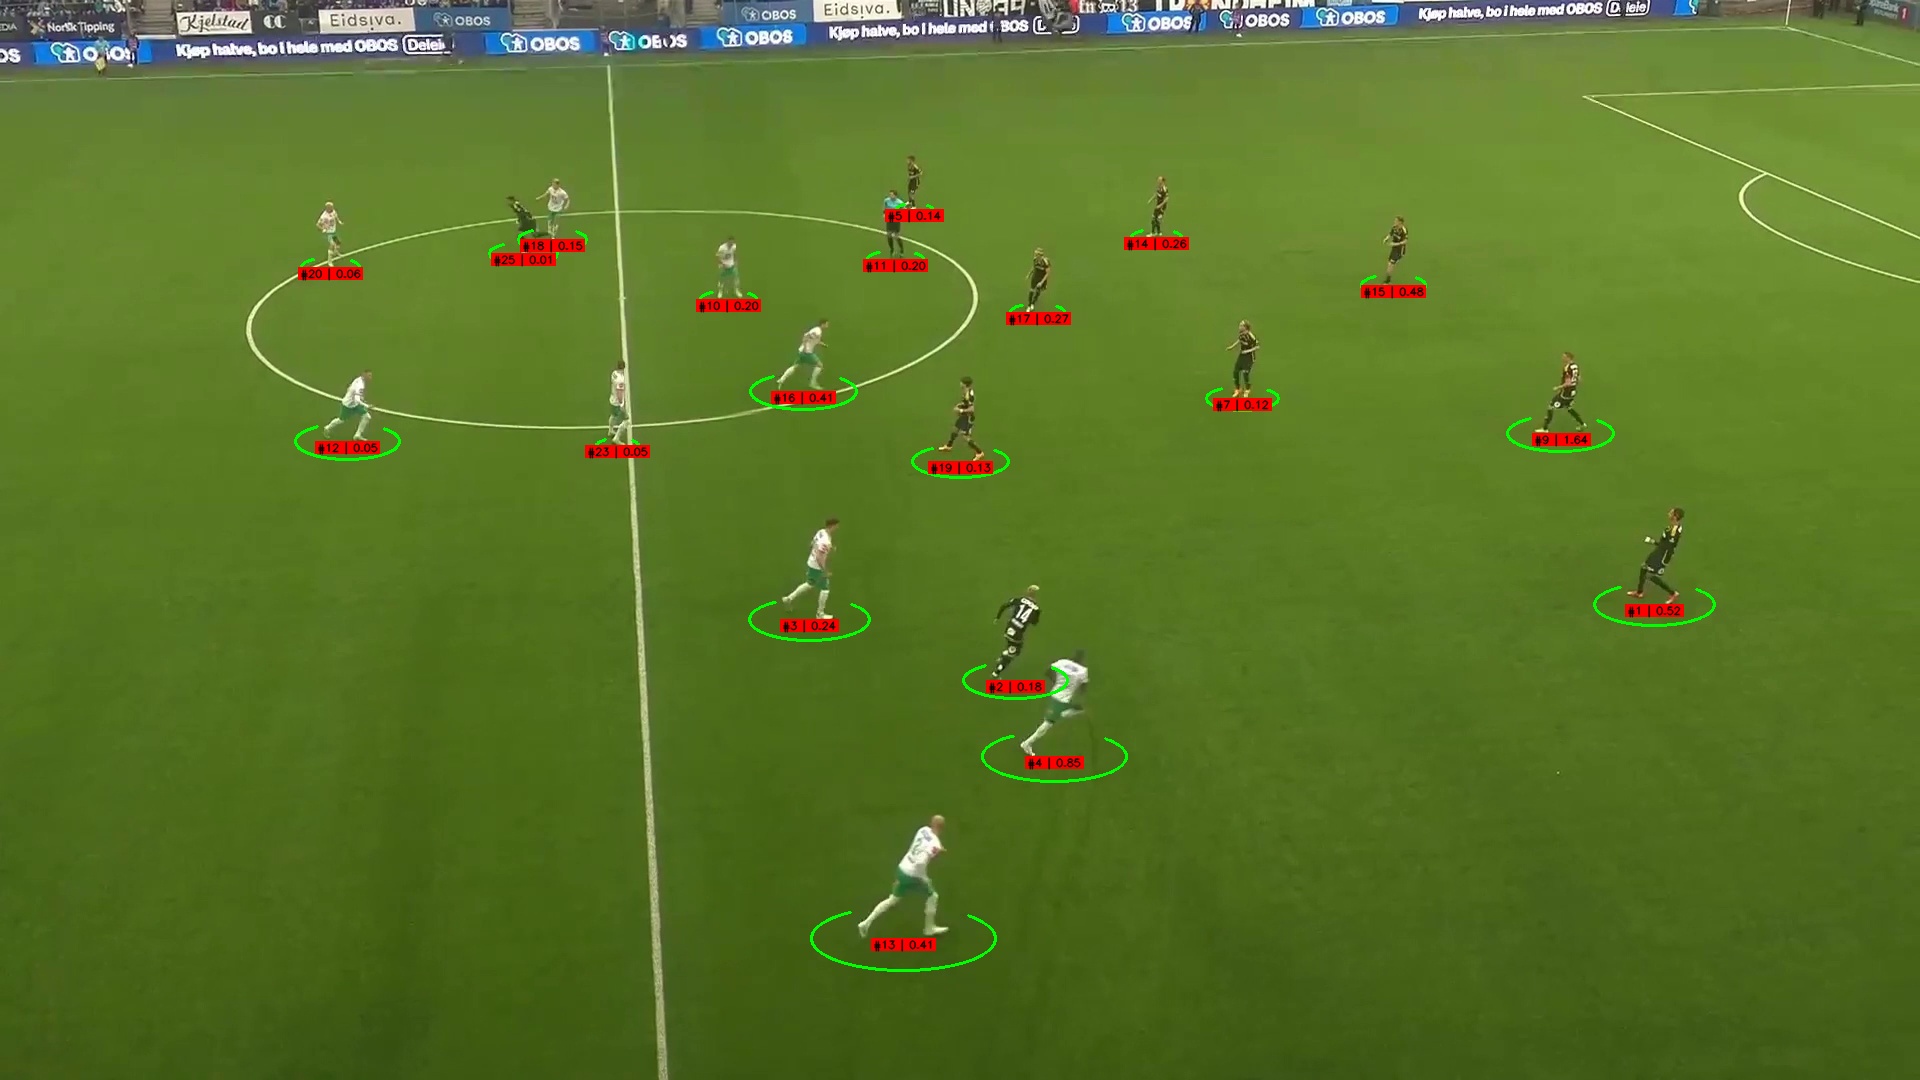 Kjelstad
Eidsiva.
OBOS
OBOS
Eidsiva.
Norsk Tipping
OBOS
Kjøp halve, bo i hele med OBOS Deleie
OBOS
OBOS
OBOS
Kjøp halve, bo i hele med OBOS
OBOS
OBOS
OBOS
Kjøp halve, bo i hele med OBOS Deleie
#5 | 0.14
#14 | 0.26
#18 | 0.15
#25 | 0.01
#11 | 0.20
#20 | 0.06
#15 | 0.48
#10 | 0.20
#17 | 0.27
#16 | 0.41
#7 | 0.12
#9 | 1.64
#12 | 0.05
#23 | 0.05
#19 | 0.13
14
#1 | 0.52
#3 | 0.24
#2 | 0.18
#4 | 0.85
#13 | 0.41